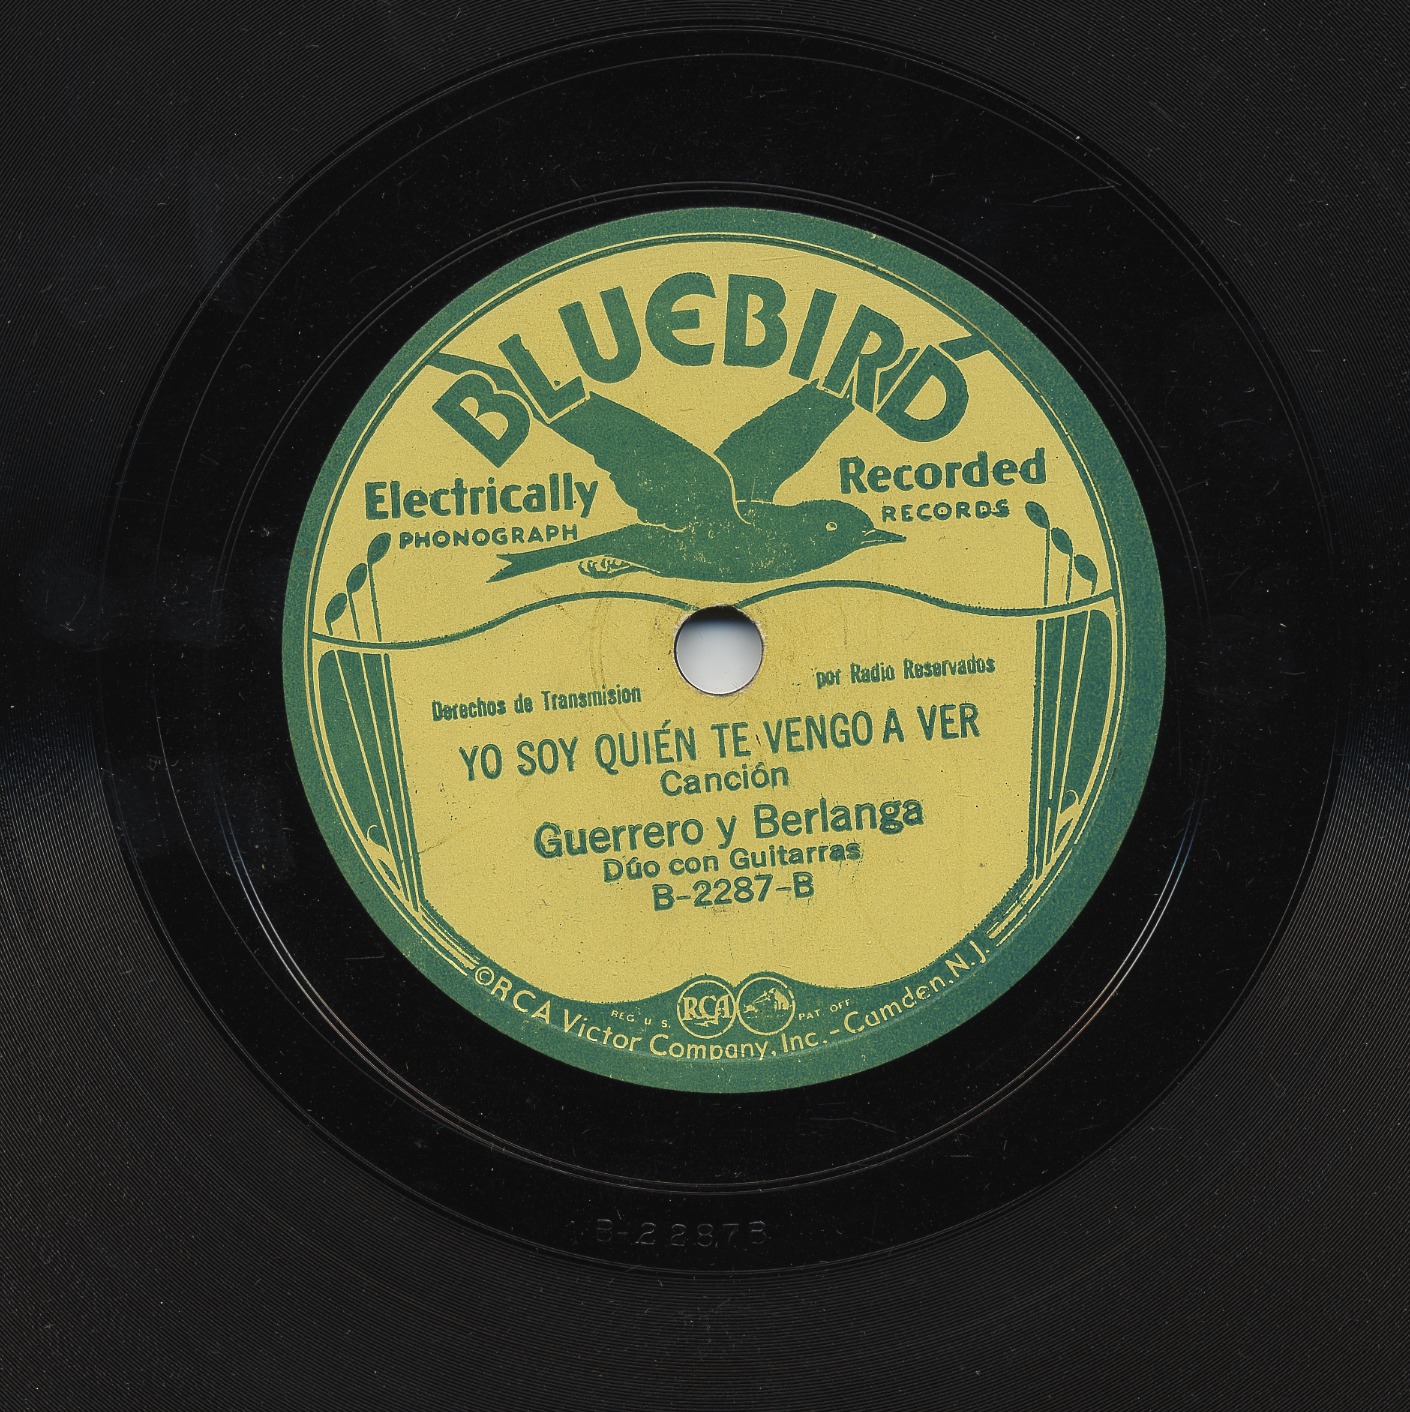 BLUEBIRD
Electrically Recorded
PHONOGRAPH RECORDS
Derechos de Transmision por Radio Reservados
YO SOY QUIÉN TE VENGO A VER
Canción
Guerrero y Berlanga
Dúo con Guitarras
B-2287-B
REG. U.S. RCA PAT. OFF.
©RCA Victor Company, Inc.-Camden, N.J.
B-2287B